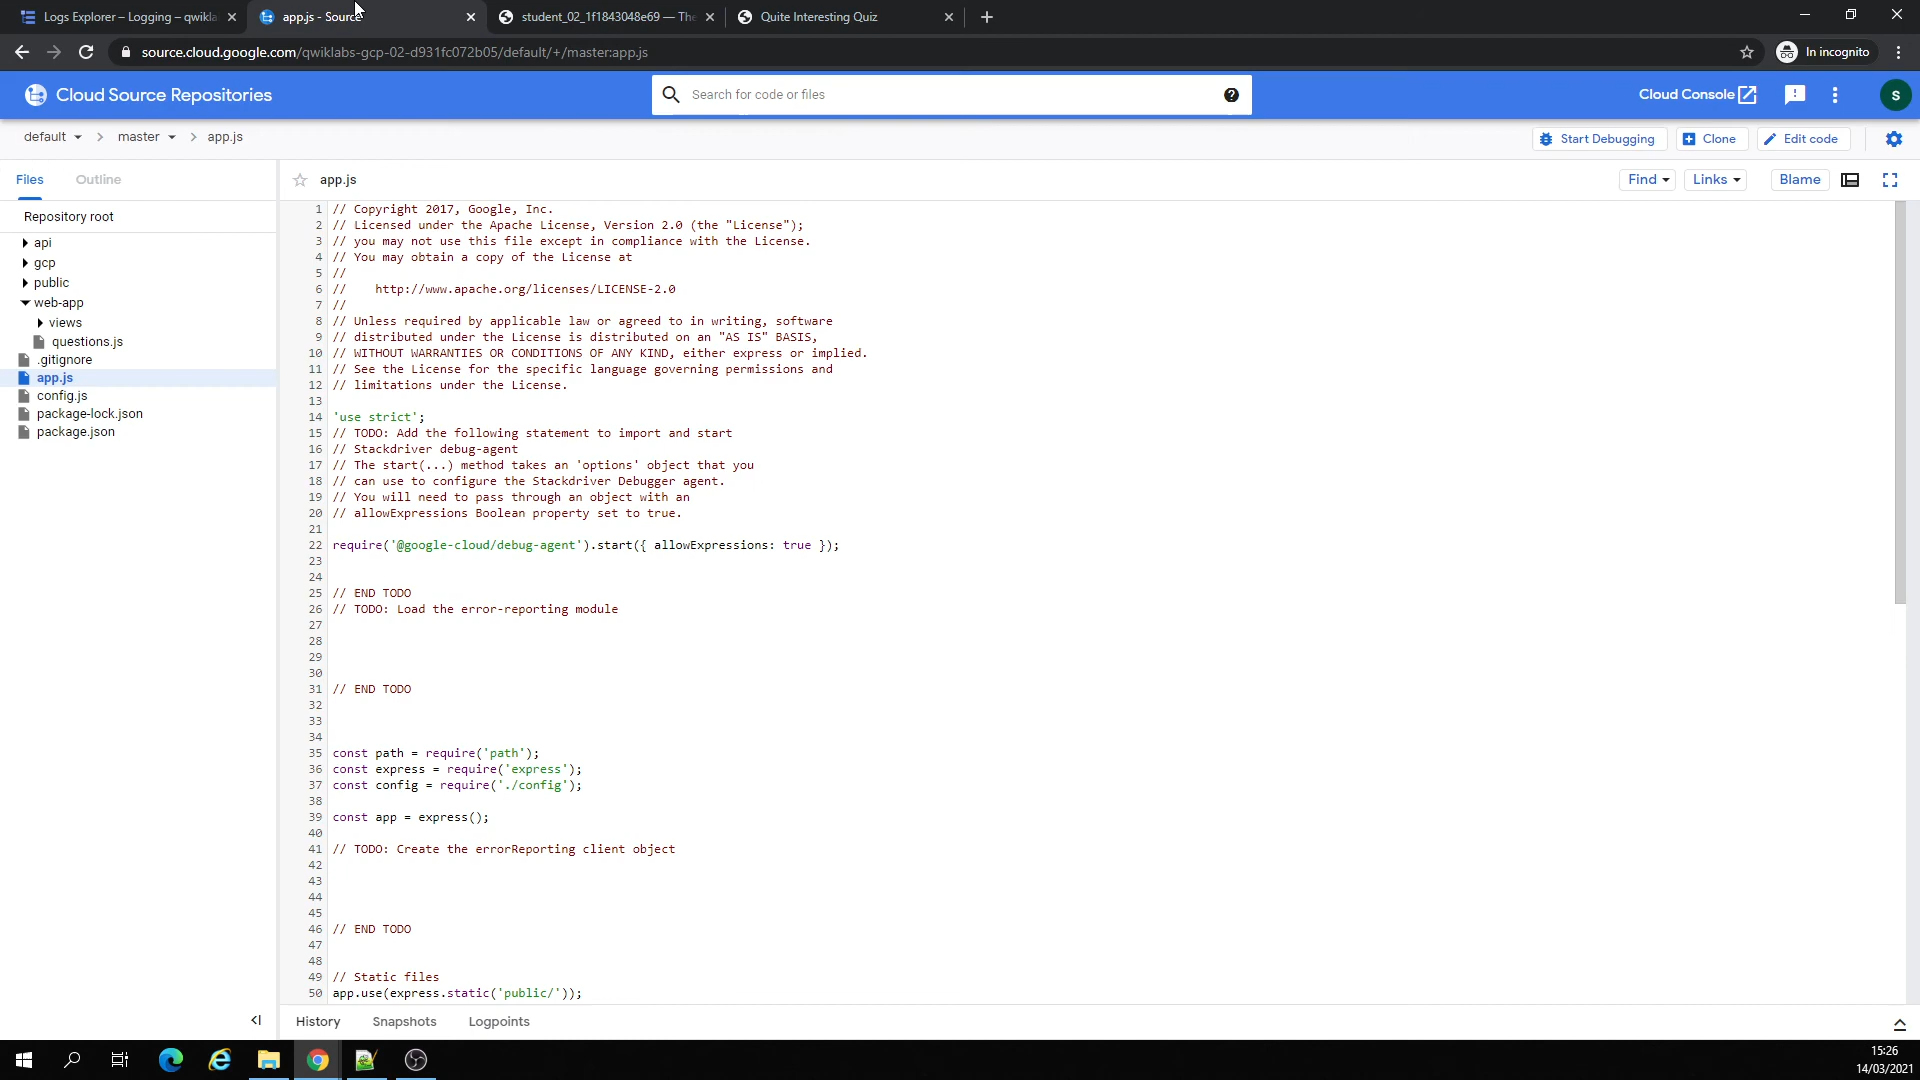 Logs Explorer – Logging – qwikla
app.js - Source
student_02_1f1843048e69 — The
Quite Interesting Quiz
source.cloud.google.com/qwiklabs-gcp-02-d931fc072b05/default/+/master:app.js
In incognito
Cloud Source Repositories
Search for code or files
Cloud Console
S
default > master > app.js
Start Debugging
Clone
Edit code
Files
Outline
app.js
Find
Links
Blame
Repository root
api
gcp
public
web-app
views
questions.js
.gitignore
app.js
config.js
package-lock.json
package.json
1 // Copyright 2017, Google, Inc.
2 // Licensed under the Apache License, Version 2.0 (the "License");
3 // you may not use this file except in compliance with the License.
4 // You may obtain a copy of the License at
5 //
6 //    http://www.apache.org/licenses/LICENSE-2.0
7 //
8 // Unless required by applicable law or agreed to in writing, software
9 // distributed under the License is distributed on an "AS IS" BASIS,
10 // WITHOUT WARRANTIES OR CONDITIONS OF ANY KIND, either express or implied.
11 // See the License for the specific language governing permissions and
12 // limitations under the License.
13
14 'use strict';
15 // TODO: Add the following statement to import and start
16 // Stackdriver debug-agent
17 // The start(...) method takes an 'options' object that you
18 // can use to configure the Stackdriver Debugger agent.
19 // You will need to pass through an object with an
20 // allowExpressions Boolean property set to true.
21
22 require('@google-cloud/debug-agent').start({ allowExpressions: true });
23
24
25 // END TODO
26 // TODO: Load the error-reporting module
27
28
29
30
31 // END TODO
32
33
34
35 const path = require('path');
36 const express = require('express');
37 const config = require('./config');
38
39 const app = express();
40
41 // TODO: Create the errorReporting client object
42
43
44
45
46 // END TODO
47
48
49 // Static files
50 app.use(express.static('public/'));
History
Snapshots
Logpoints
15:26
14/03/2021